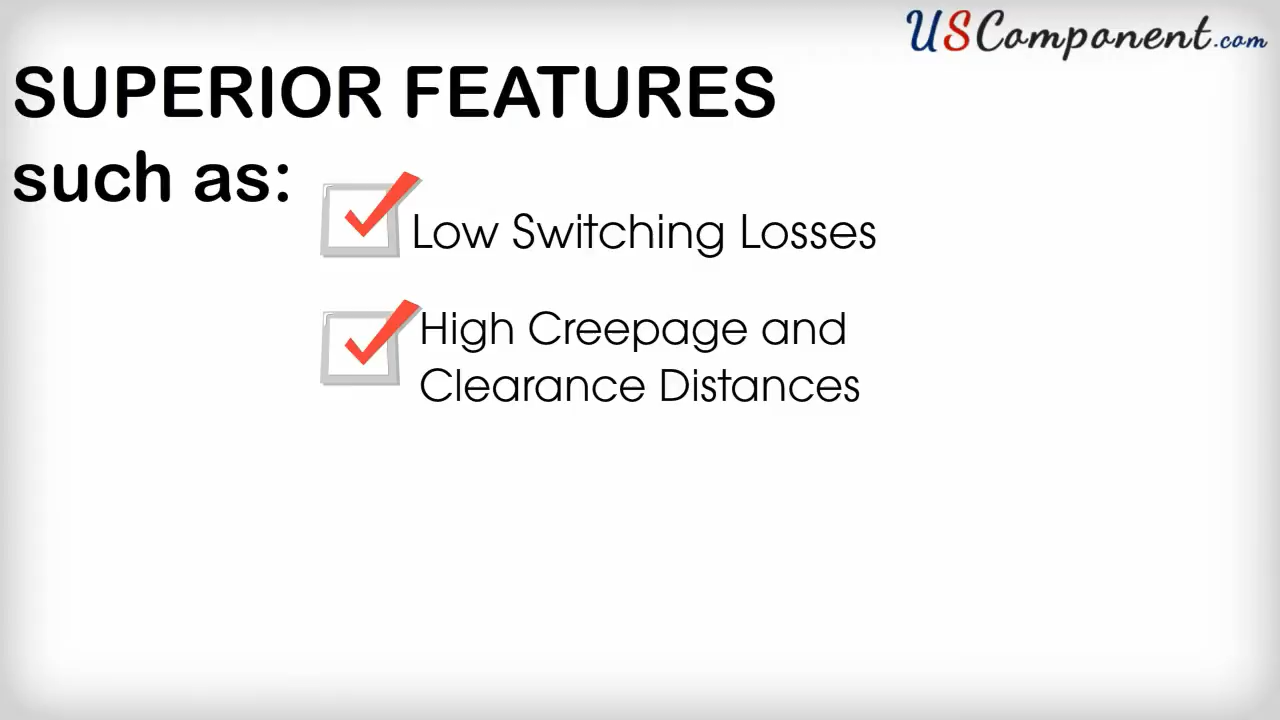 USComponent.com
SUPERIOR FEATURES
such as:
Low Switching Losses
High Creepage and
Clearance Distances